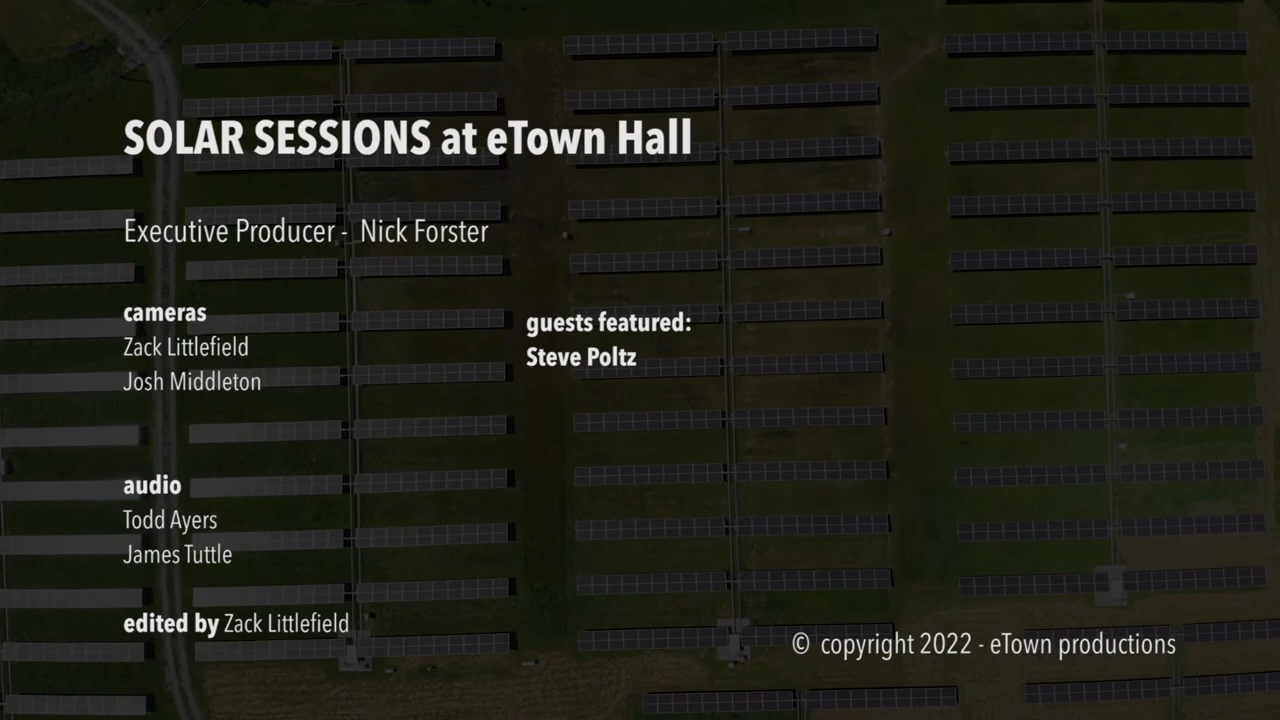 SOLAR SESSIONS at eTown Hall
Executive Producer - Nick Forster
cameras
Zack Littlefield
Josh Middleton
guests featured:
Steve Poltz
audio
Todd Ayers
James Tuttle
edited by Zack Littlefield
© copyright 2022 - eTown productions